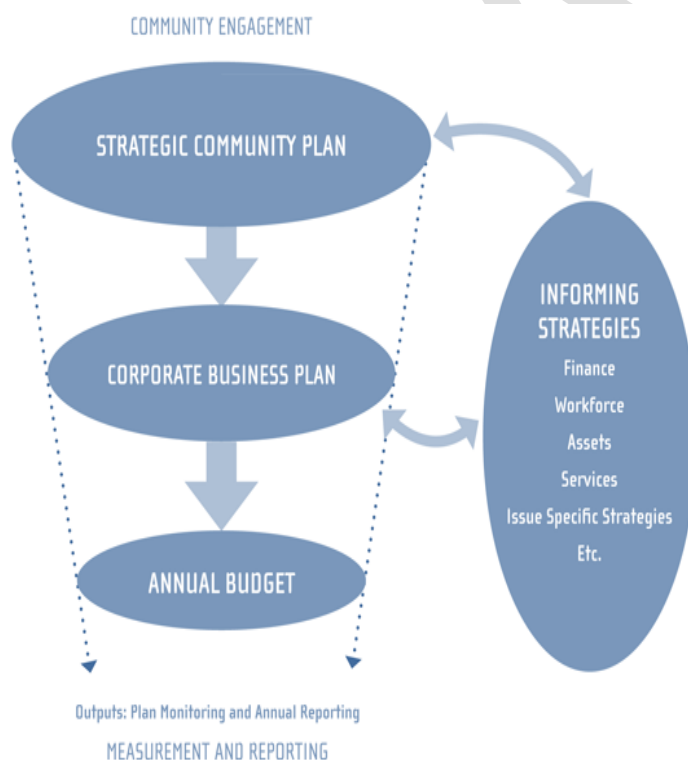 COMMUNITY ENGAGEMENT
STRATEGIC COMMUNITY PLAN
CORPORATE BUSINESS PLAN
ANNUAL BUDGET
INFORMING
STRATEGIES
Finance
Workforce
Assets
Services
Issue Specific Strategies
Etc.
Outputs: Plan Monitoring and Annual Reporting
MEASUREMENT AND REPORTING